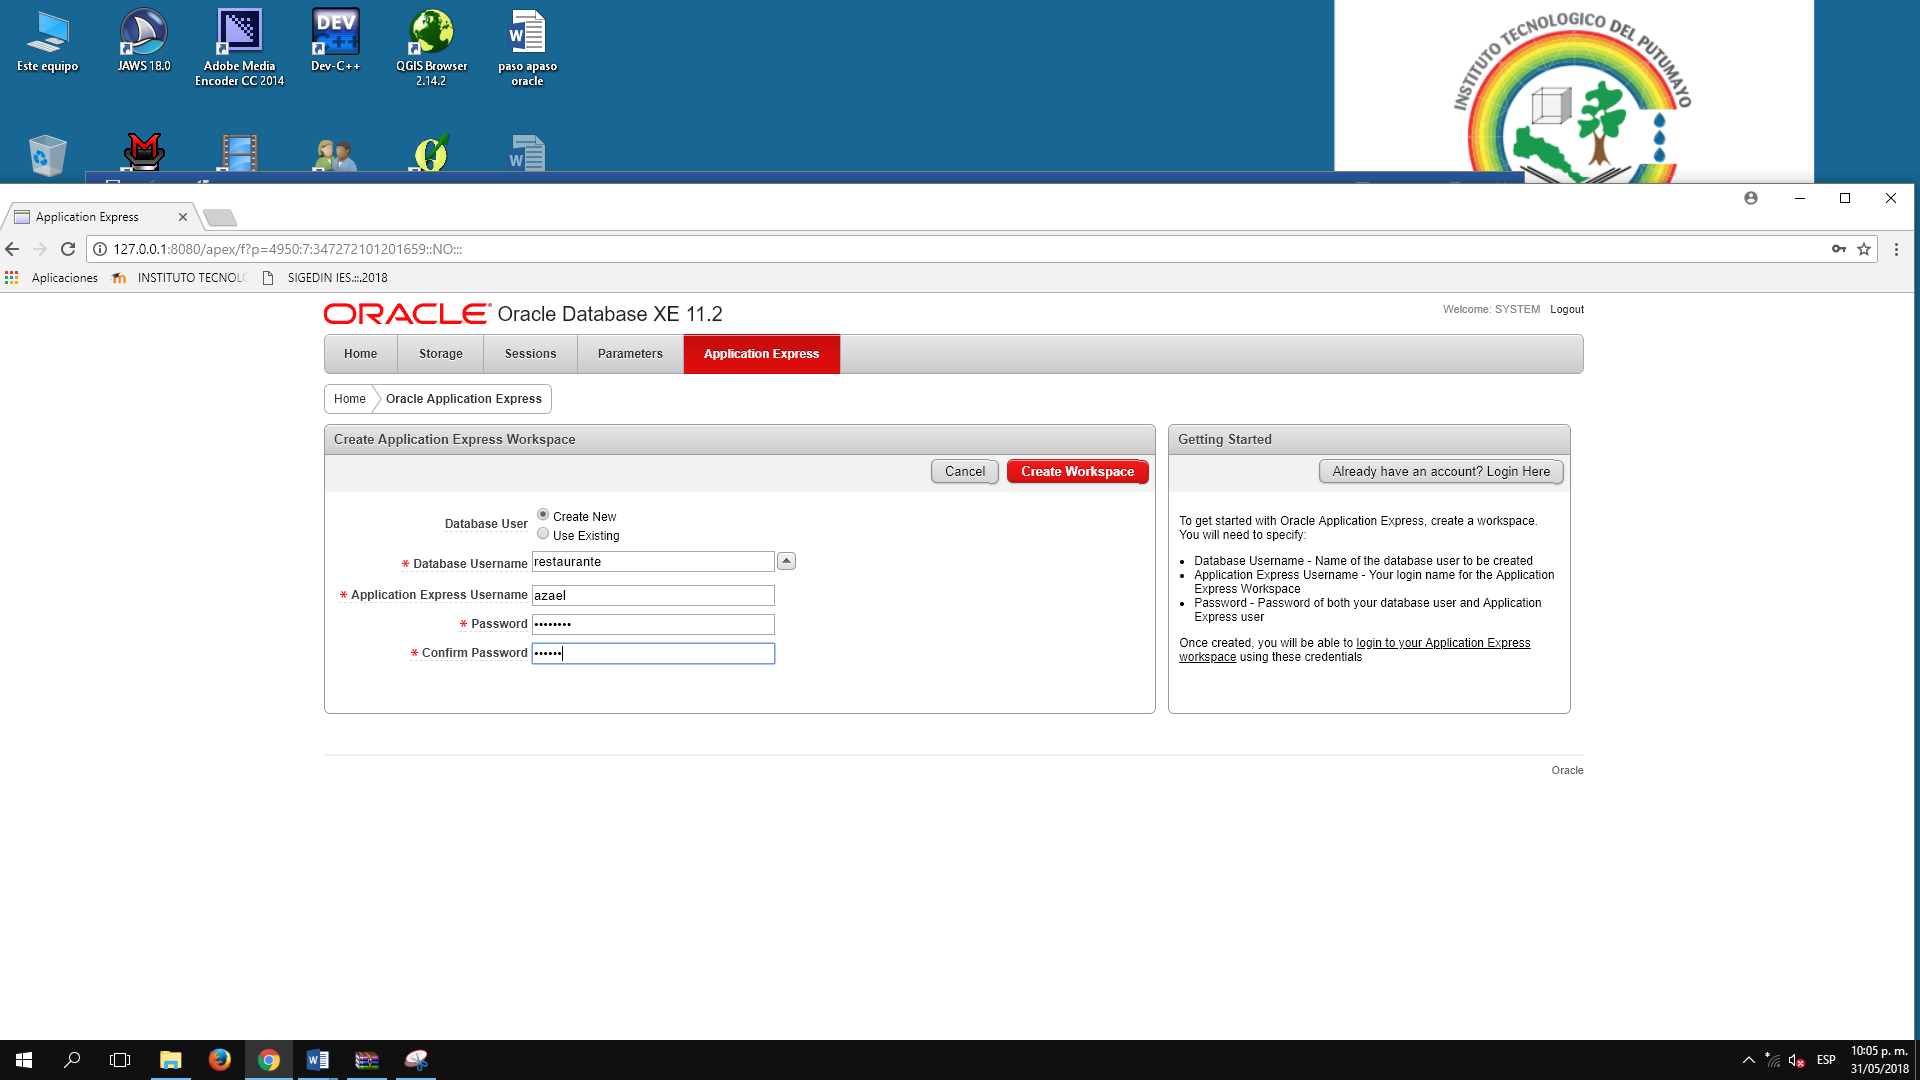 Este equipo
JAWS 18.0
Adobe Media
Encoder CC 2014
DEV
C++
Dev-C++
QGIS Browser
2.14.2
paso apaso
oracle
INSTITUTO TECNOLOGICO DEL PUTUMAYO
Application Express
127.0.0.1:8080/apex/f?p=4950:7:347272101201659::NO:::
Aplicaciones
INSTITUTO TECNOLO
SIGEDIN IES.::.2018
ORACLE Oracle Database XE 11.2
Welcome: SYSTEM Logout
Home
Storage
Sessions
Parameters
Application Express
Home
Oracle Application Express
Create Application Express Workspace
Cancel
Create Workspace
Database User
Create New
Use Existing
* Database Username restaurante
* Application Express Username azael
* Password ••••••••
* Confirm Password ••••••
Getting Started
Already have an account? Login Here
To get started with Oracle Application Express, create a workspace.
You will need to specify:
• Database Username - Name of the database user to be created
• Application Express Username - Your login name for the Application
Express Workspace
• Password - Password of both your database user and Application
Express user
Once created, you will be able to login to your Application Express
workspace using these credentials
Oracle
ESP
10:05 p. m.
31/05/2018